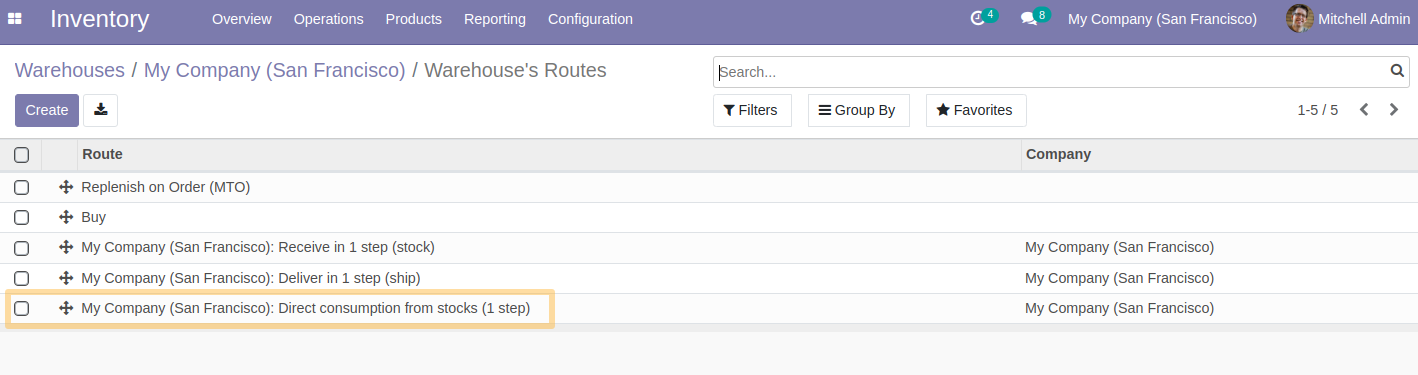 Inventory Overview Operations Products Reporting Configuration 4 8 My Company (San Francisco) Mitchell Admin
Warehouses / My Company (San Francisco) / Warehouse's Routes Search...
Create Filters Group By Favorites 1-5 / 5
Route Company
Replenish on Order (MTO)
Buy
My Company (San Francisco): Receive in 1 step (stock) My Company (San Francisco)
My Company (San Francisco): Deliver in 1 step (ship) My Company (San Francisco)
My Company (San Francisco): Direct consumption from stocks (1 step) My Company (San Francisco)